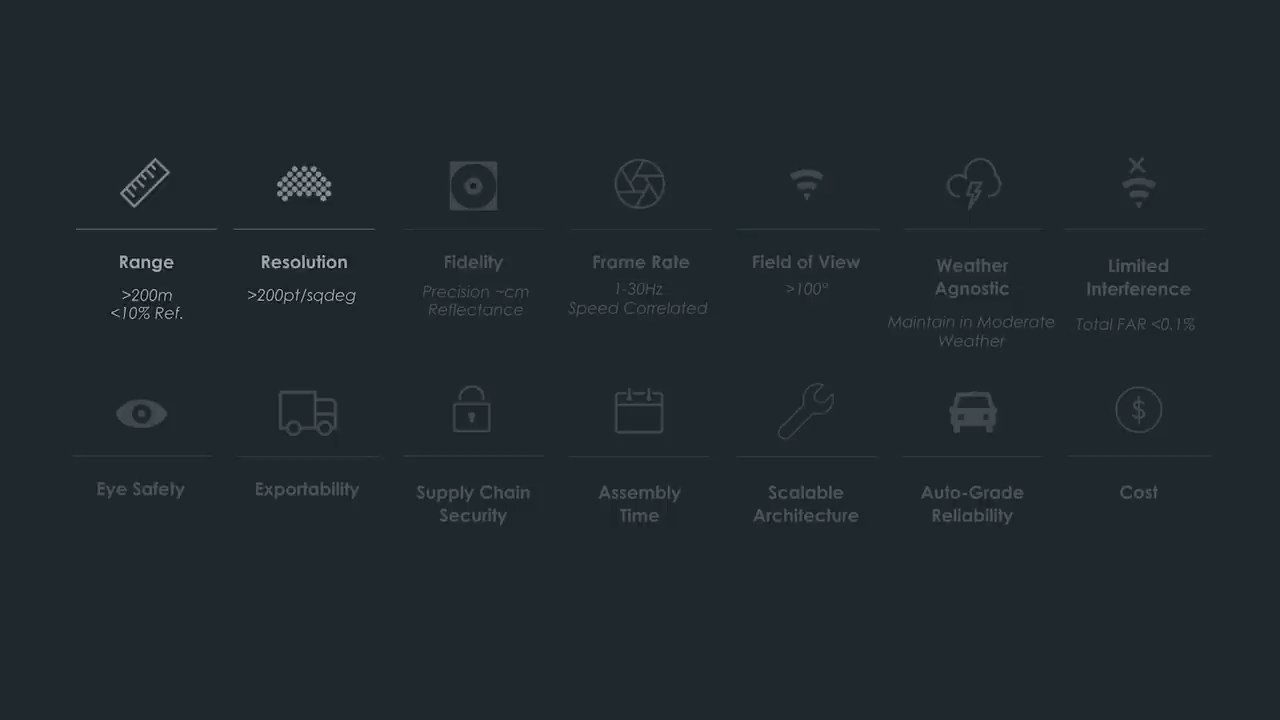 Range
>200m
<10% Ref.
Resolution
>200pt/sqdeg
Fidelity
Precision ~cm
Reflectance
Frame Rate
1-30Hz
Speed Correlated
Field of View
>100°
Weather
Agnostic
Maintain in Moderate
Weather
Limited
Interference
Total FAR <0.1%
Eye Safety
Exportability
Supply Chain
Security
Assembly
Time
Scalable
Architecture
Auto-Grade
Reliability
$
Cost